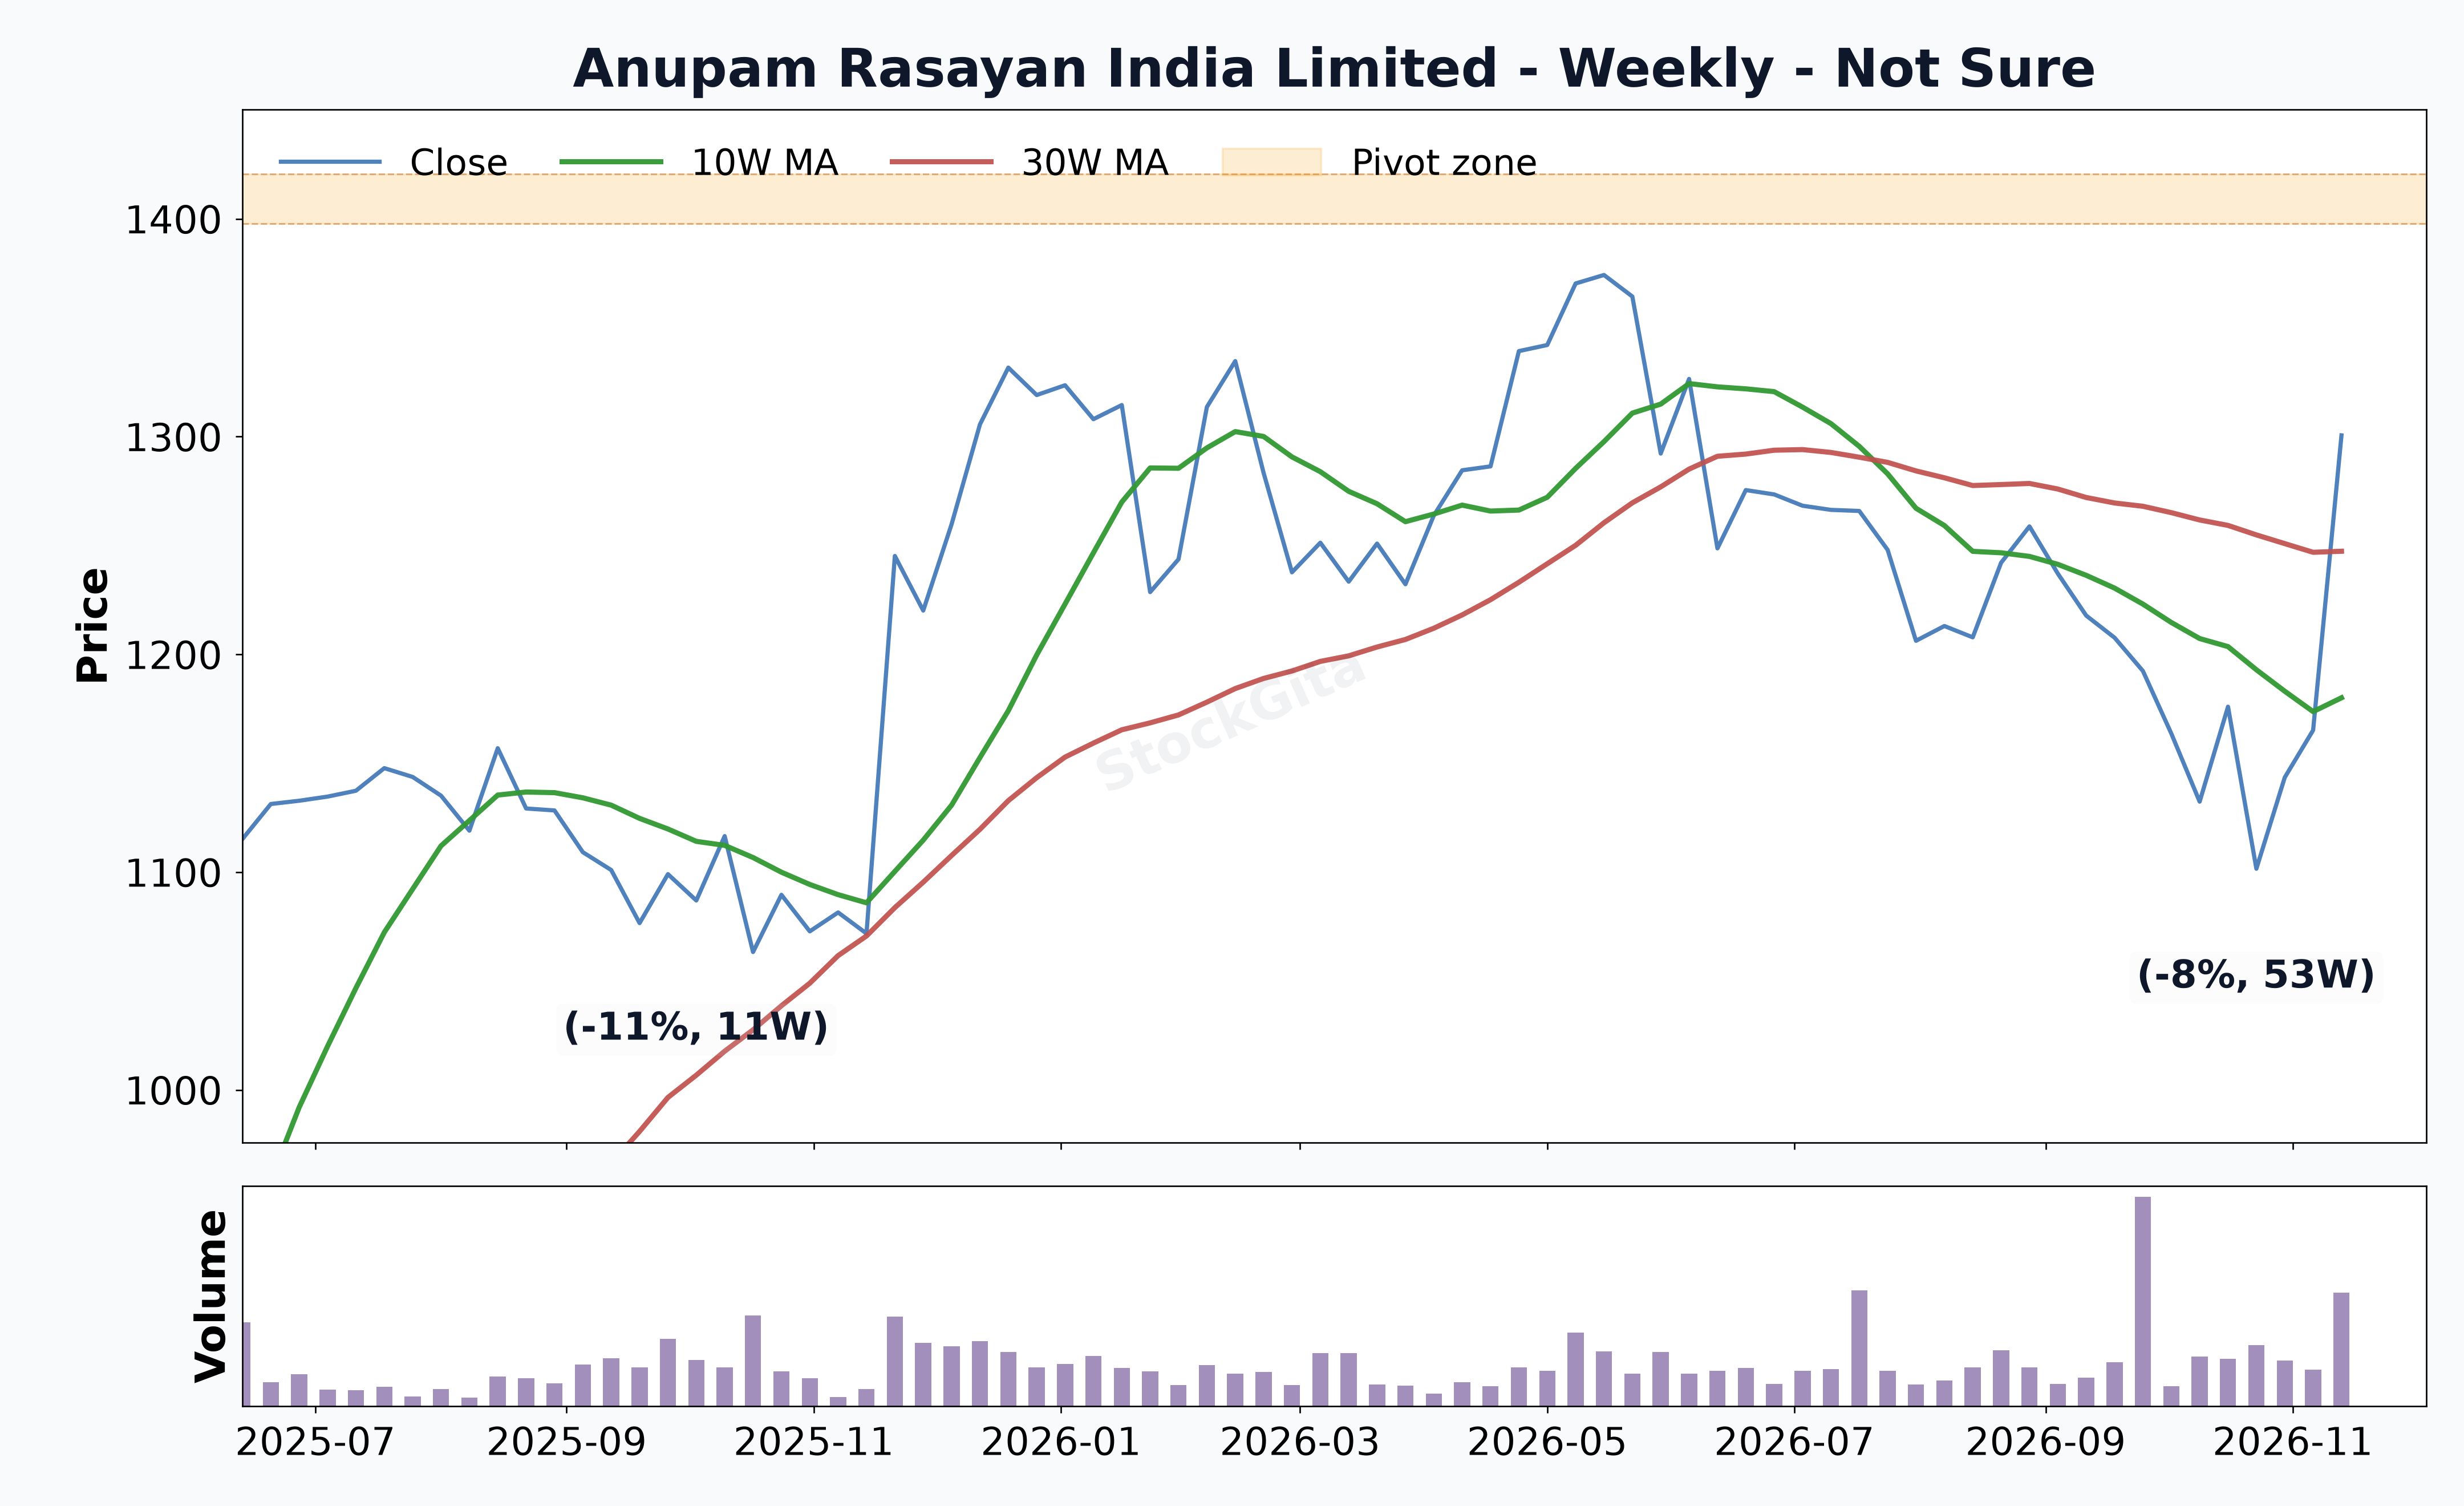 Anupam Rasayan India Limited - Weekly - Not Sure
Close 10W MA 30W MA Pivot zone
Price
1400
1300
1200
1100
1000
StockGita
(-11%, 11W)
(-8%, 53W)
Volume
2025-07 2025-09 2025-11 2026-01 2026-03 2026-05 2026-07 2026-09 2026-11